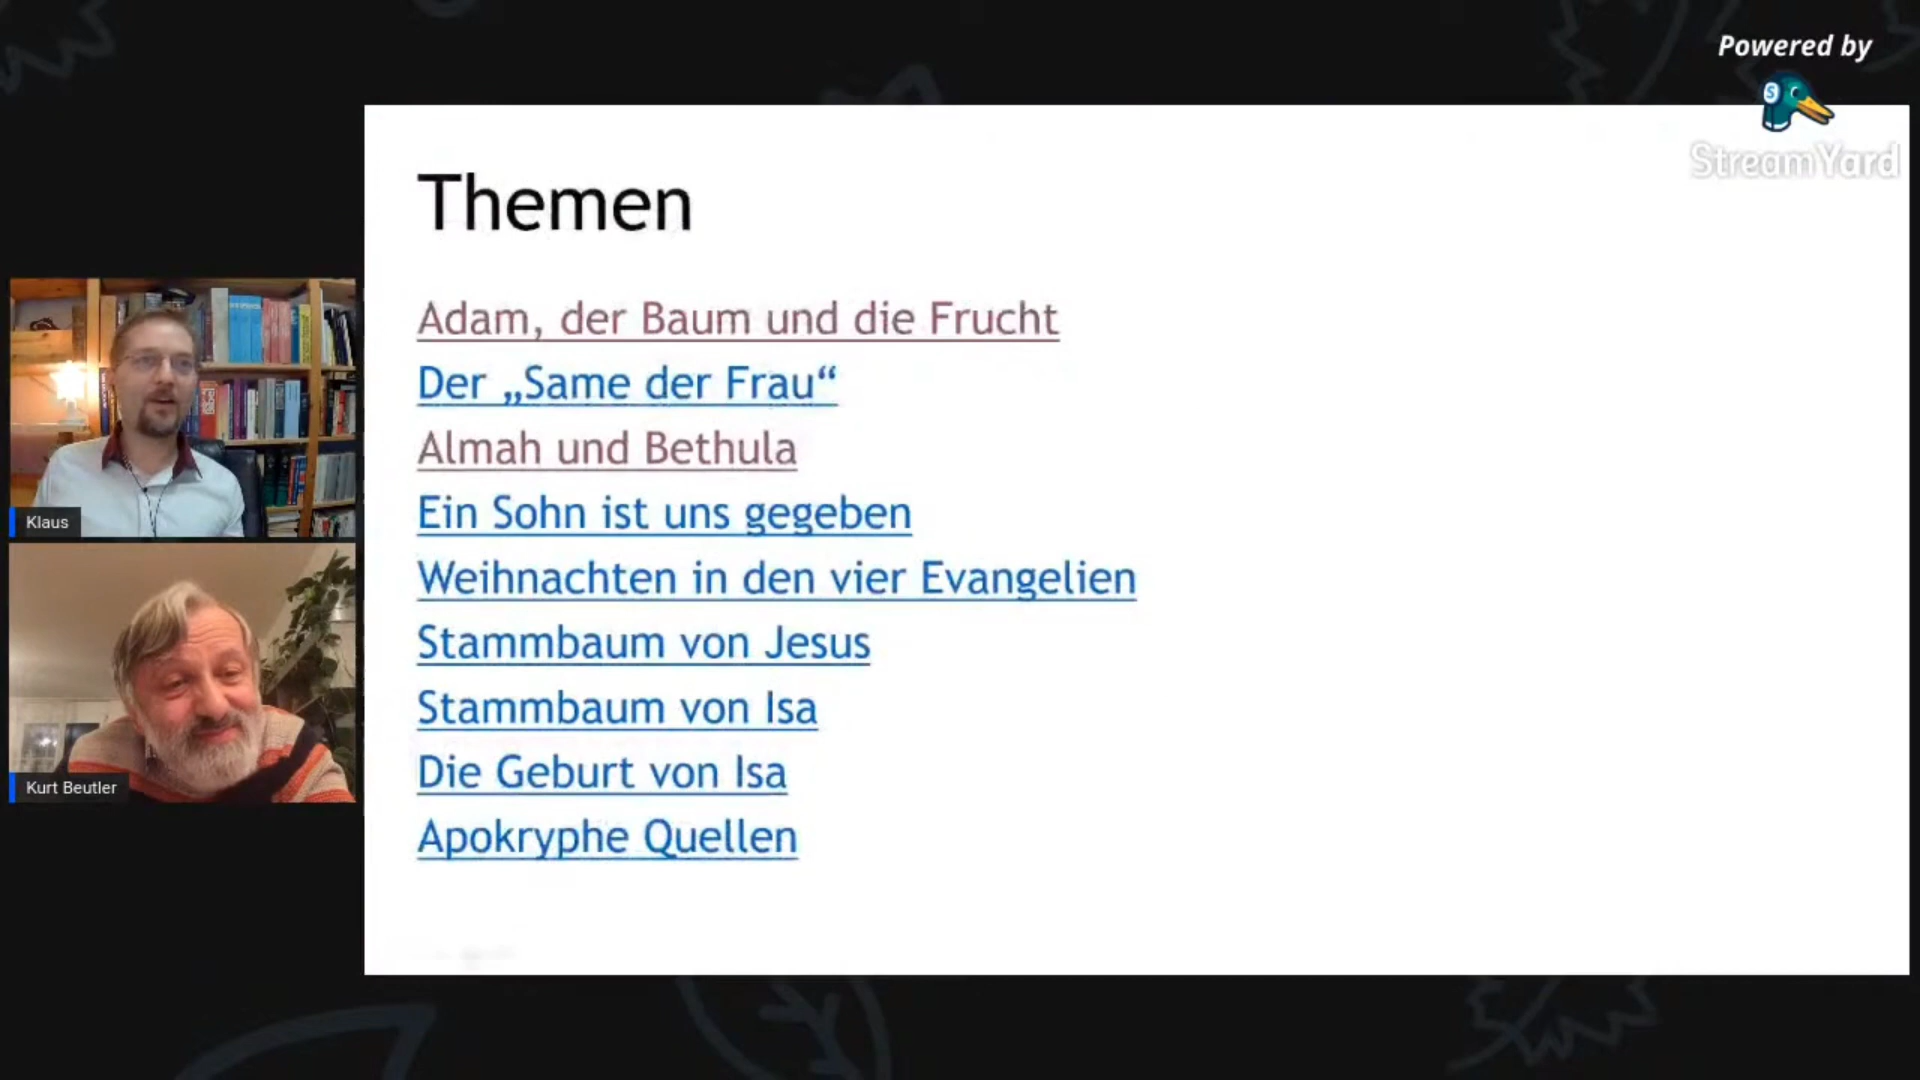 Powered by
StreamYard
Themen
Adam, der Baum und die Frucht
Der „Same der Frau“
Almah und Bethula
Ein Sohn ist uns gegeben
Weihnachten in den vier Evangelien
Stammbaum von Jesus
Stammbaum von Isa
Die Geburt von Isa
Apokryphe Quellen
Klaus
Kurt Beutler